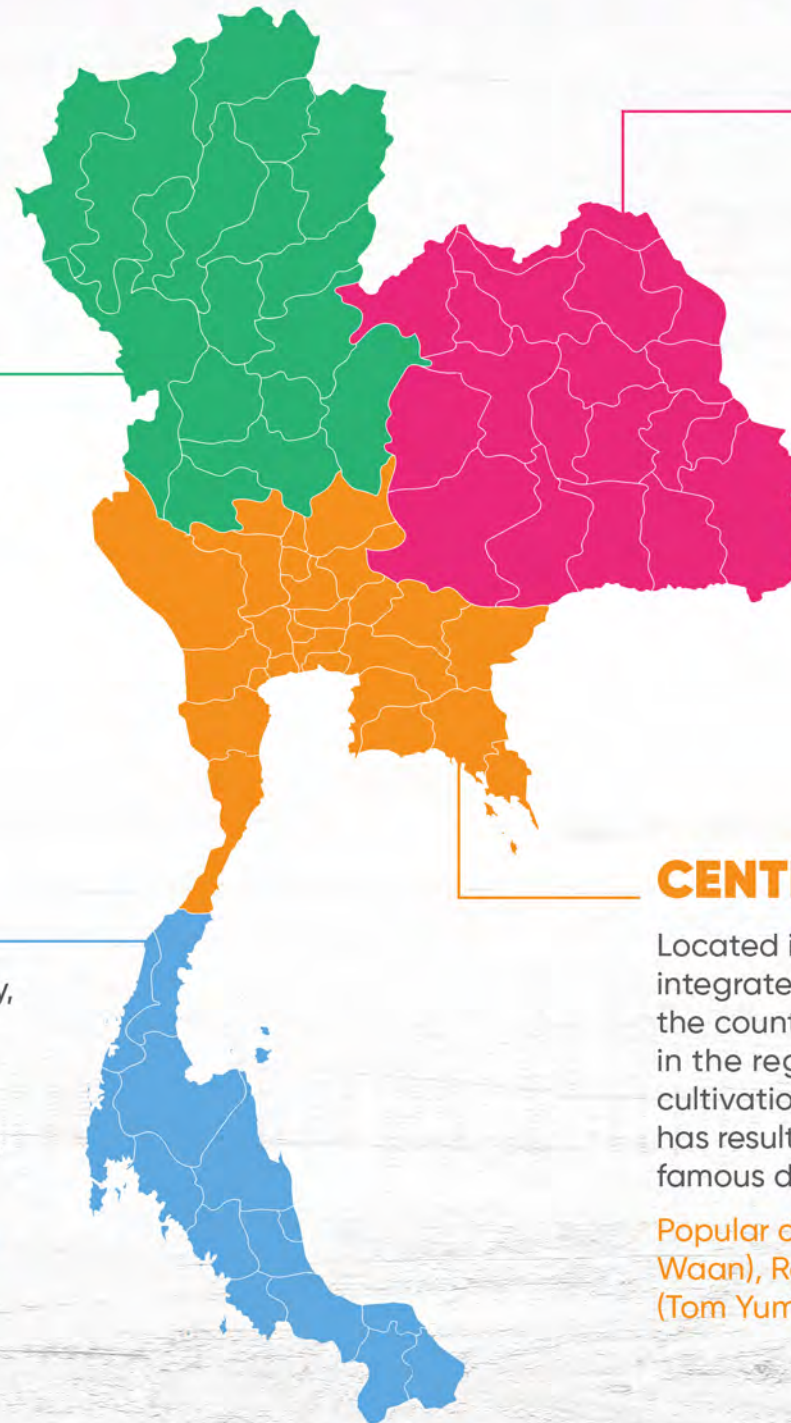 y,
CENT
Located i
integrate
the count
in the reg
cultivatio
has result
famous d
Popular c
Waan), R
(Tom Yum